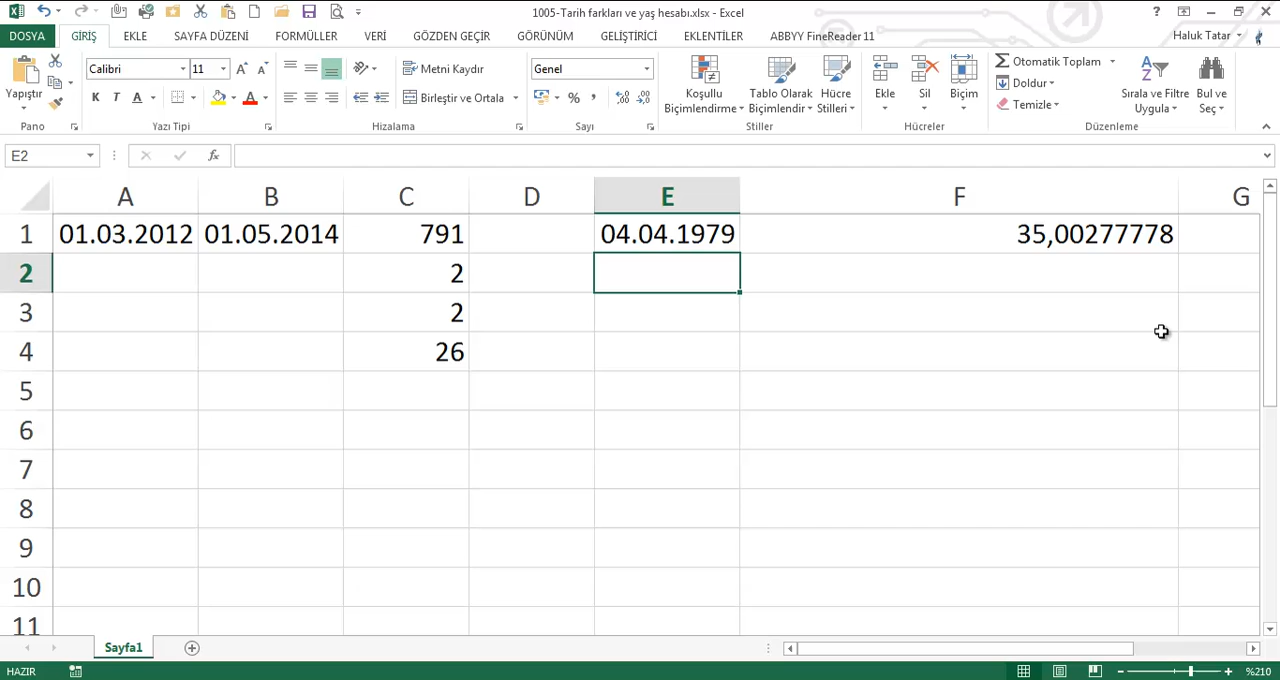 1005-Tarih farkları ve yaş hesabı.xlsx - Excel
DOSYA GİRİŞ EKLE SAYFA DÜZENİ FORMÜLLER VERİ GÖZDEN GEÇİR GÖRÜNÜM GELİŞTİRİCİ EKLENTİLER ABBYY FineReader 11 Haluk Tatar
Yapıştır
Calibri 11
K T A
Metni Kaydır
Birleştir ve Ortala
Genel
Koşullu Biçimlendirme
Tablo Olarak Biçimlendir
Hücre Stilleri
Ekle Sil Biçim
Otomatik Toplam
Doldur
Temizle
Sırala ve Filtre Uygula
Bul ve Seç
Pano Yazı Tipi Hizalama Sayı Stiller Hücreler Düzenleme
E2 fx
A B C D E F G
1 01.03.2012 01.05.2014 791 04.04.1979 35,00277778
2 2
3 2
4 26
5
6
7
8
9
10
11
Sayfa1
HAZIR %210